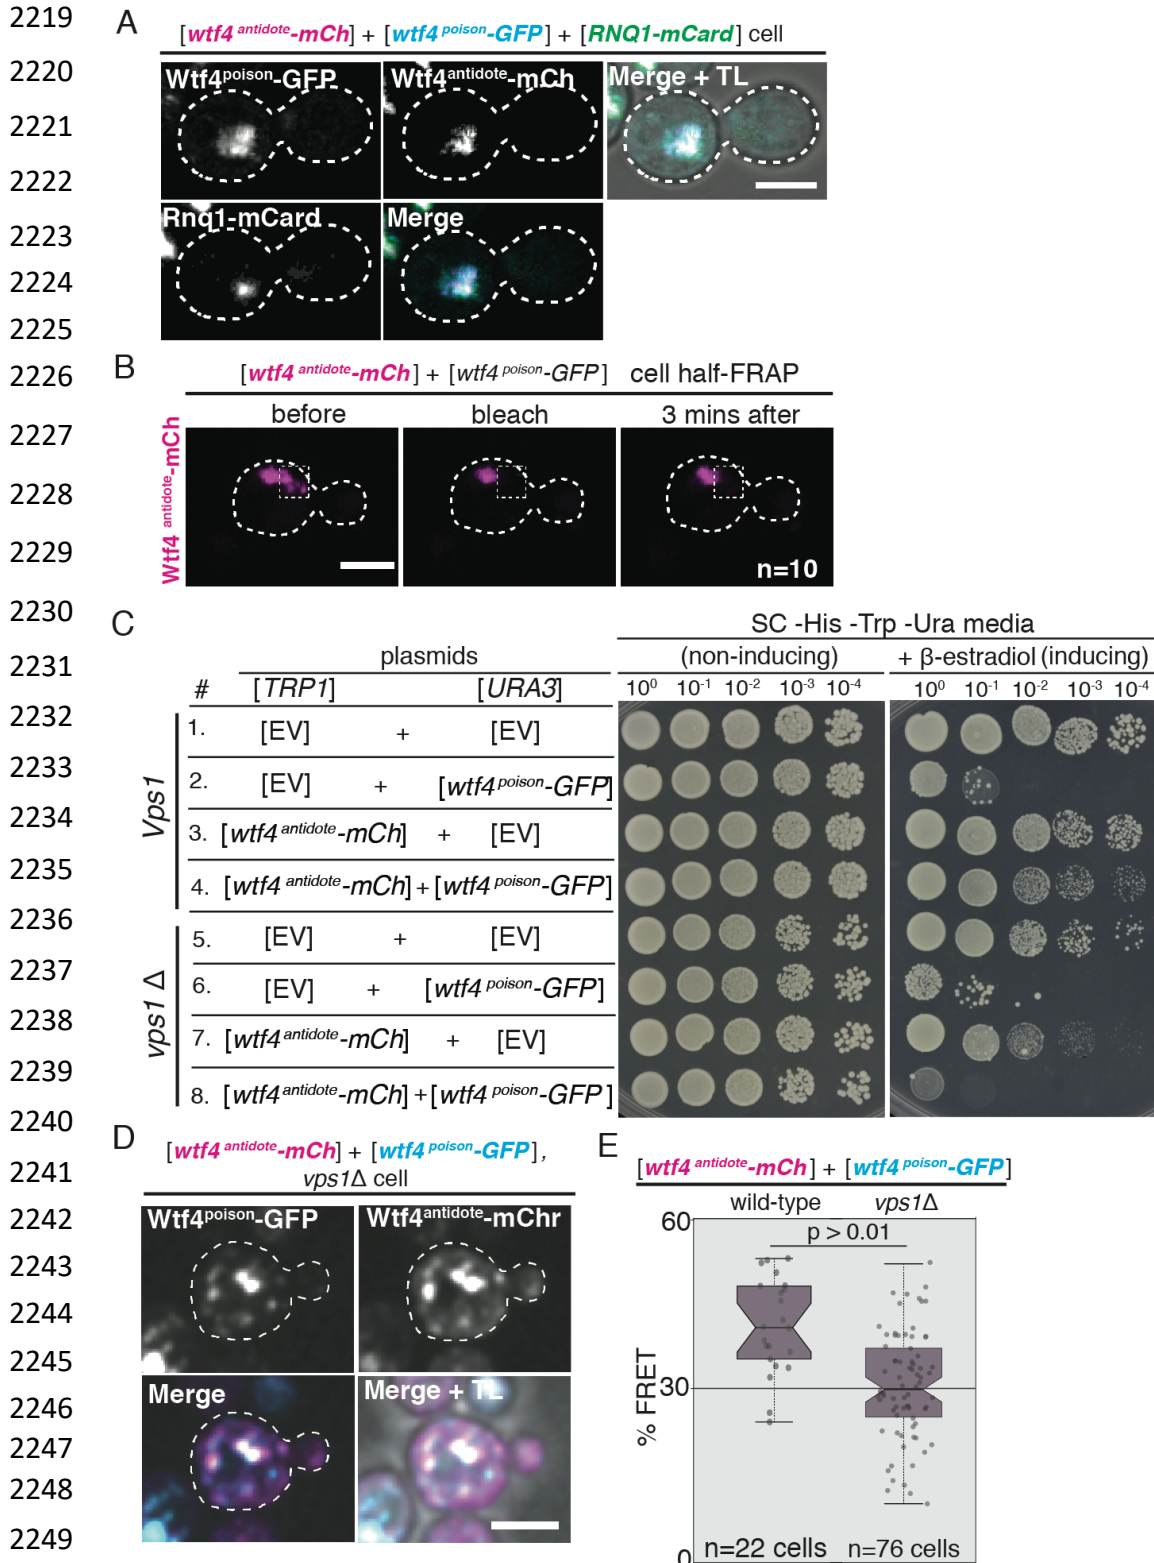 2219
A
[wtf4 antidote-mCh] + [wtf4 poison-GFP] + [RNQ1-mCard] cell
2220
Wtf4poison-GFP Wtf4antidote-mCh Merge + TL
2221
2222
2223
Rnq1-mCard Merge
2224
2225
2226
B
[wtf4 antidote-mCh] + [wtf4 poison-GFP] cell half-FRAP
before bleach 3 mins after
2227
Wtf4 antidote-mCh
2228
2229
n=10
2230
C
SC -His -Trp -Ura media
2231
plasmids (non-inducing) + β-estradiol (inducing)
# [TRP1] [URA3] 10⁰ 10⁻¹ 10⁻² 10⁻³ 10⁻⁴ 10⁰ 10⁻¹ 10⁻² 10⁻³ 10⁻⁴
2232
Vps1
1. [EV] + [EV]
2233
2. [EV] + [wtf4 poison-GFP]
2234
3. [wtf4 antidote-mCh] + [EV]
2235
4. [wtf4 antidote-mCh] + [wtf4 poison-GFP]
2236
vps1 Δ
5. [EV] + [EV]
2237
6. [EV] + [wtf4 poison-GFP]
2238
7. [wtf4 antidote-mCh] + [EV]
2239
8. [wtf4 antidote-mCh] + [wtf4 poison-GFP]
2240
D
[wtf4 antidote-mCh] + [wtf4 poison-GFP],
vps1Δ cell
2241
E
[wtf4 antidote-mCh] + [wtf4 poison-GFP]
wild-type vps1Δ
2242
Wtf4poison-GFP Wtf4antidote-mChr
60
p > 0.01
2243
2244
2245
Merge Merge + TL
30
% FRET
2246
2247
2248
2249
0
n=22 cells n=76 cells